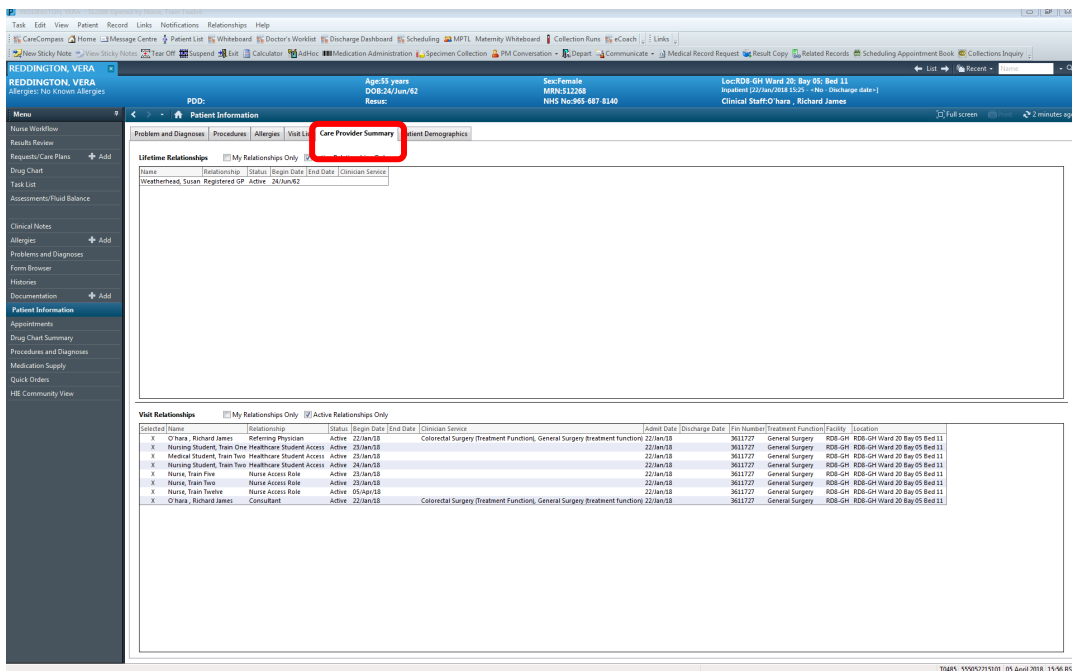 Task Edit View Patient Record Links Notifications Relationships Help
CareCompass Home Message Centre Patient List Whiteboard Doctor's Worklist Discharge Dashboard Scheduling MPTL Maternity Whiteboard Collection Runs eCoach Links
New Sticky Note View Sticky Notes Tear Off Suspend Exit Calculator AdHoc Medication Administration Specimen Collection PM Conversation Depart Communicate Medical Record Request Result Copy Related Records Scheduling Appointment Book Collections Inquiry
REDDINGTON, VERA List Recent Name
REDDINGTON, VERA Age:55 years Sex:Female Loc:RD8-GH Ward 20; Bay 05; Bed 11
Allergies: No Known Allergies DOB:24/Jun/62 MRN:512268 Inpatient [22/Jan/2018 15:25 - <No - Discharge date>]
PDD: Resus: NHS No:965-687-8140 Clinical Staff:O'hara , Richard James
Menu Patient Information Full screen Print 2 minutes ago
Nurse Workflow
Results Review
Requests/Care Plans Add
Drug Chart
Task List
Assessments/Fluid Balance
Clinical Notes
Allergies Add
Problems and Diagnoses
Form Browser
Histories
Documentation Add
Patient Information
Appointments
Drug Chart Summary
Procedures and Diagnoses
Medication Supply
Quick Orders
HIE Community View
Problem and Diagnoses Procedures Allergies Visit Li Care Provider Summary Patient Demographics
Lifetime Relationships My Relationships Only
Name Relationship Status Begin Date End Date Clinician Service
Weatherhead, Susan Registered GP Active 24/Jun/62
Visit Relationships My Relationships Only Active Relationships Only
Selected Name Relationship Status Begin Date End Date Clinician Service Admit Date Discharge Date Fin Number Treatment Function Facility Location
X O'hara , Richard James Referring Physician Active 22/Jan/18 Colorectal Surgery (Treatment Function), General Surgery (treatment function) 22/Jan/18 3611727 General Surgery RD8-GH RD8-GH Ward 20 Bay 05 Bed 11
X Nursing Student, Train One Healthcare Student Access Active 23/Jan/18 22/Jan/18 3611727 General Surgery RD8-GH RD8-GH Ward 20 Bay 05 Bed 11
X Medical Student, Train Two Healthcare Student Access Active 23/Jan/18 22/Jan/18 3611727 General Surgery RD8-GH RD8-GH Ward 20 Bay 05 Bed 11
X Nursing Student, Train Two Healthcare Student Access Active 24/Jan/18 22/Jan/18 3611727 General Surgery RD8-GH RD8-GH Ward 20 Bay 05 Bed 11
X Nurse, Train Five Nurse Access Role Active 23/Jan/18 22/Jan/18 3611727 General Surgery RD8-GH RD8-GH Ward 20 Bay 05 Bed 11
X Nurse, Train Two Nurse Access Role Active 23/Jan/18 22/Jan/18 3611727 General Surgery RD8-GH RD8-GH Ward 20 Bay 05 Bed 11
X Nurse, Train Twelve Nurse Access Role Active 05/Apr/18 22/Jan/18 3611727 General Surgery RD8-GH RD8-GH Ward 20 Bay 05 Bed 11
X O'hara , Richard James Consultant Active 22/Jan/18 Colorectal Surgery (Treatment Function), General Surgery (treatment function) 22/Jan/18 3611727 General Surgery RD8-GH RD8-GH Ward 20 Bay 05 Bed 11
T0485 555052215101 05 April 2018 15:56 BS